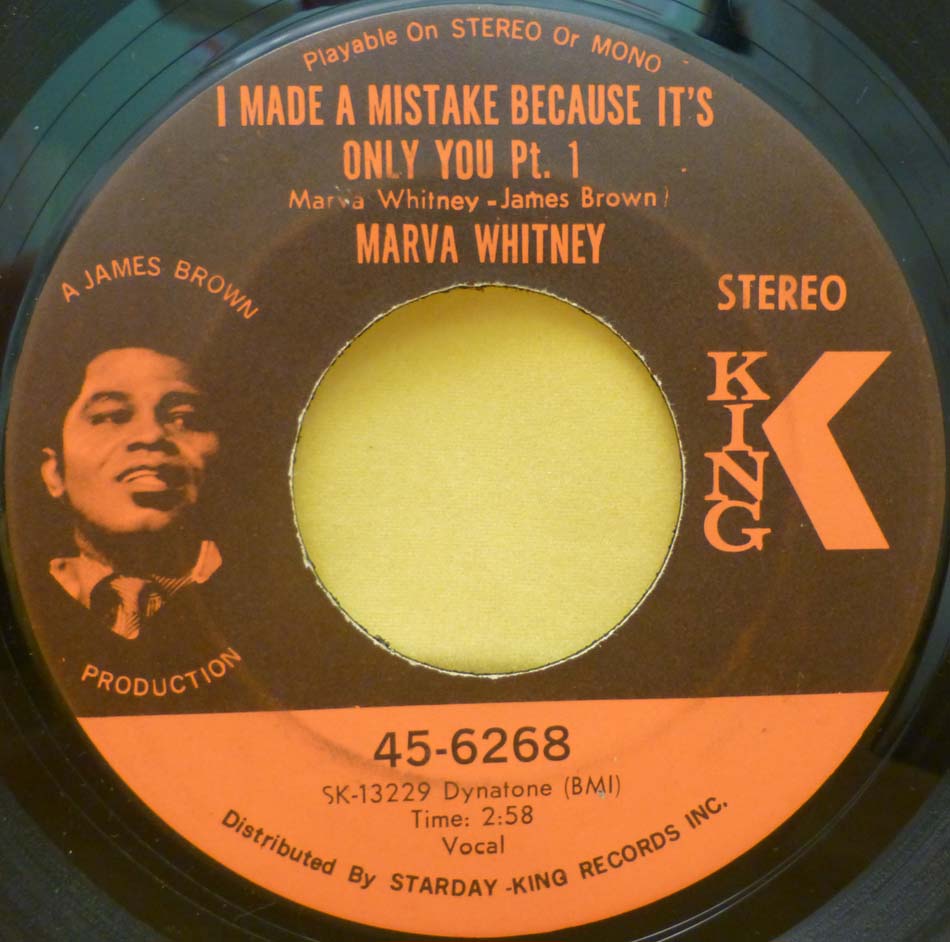 Playable On STEREO Or MONO
I MADE A MISTAKE BECAUSE IT'S
ONLY YOU Pt. 1
Marva Whitney - James Brown)
MARVA WHITNEY
A JAMES BROWN
PRODUCTION
STEREO
KING
K
45-6268
SK-13229 Dynatone (BMI)
Time: 2:58
Vocal
Distributed By STARDAY-KING RECORDS INC.